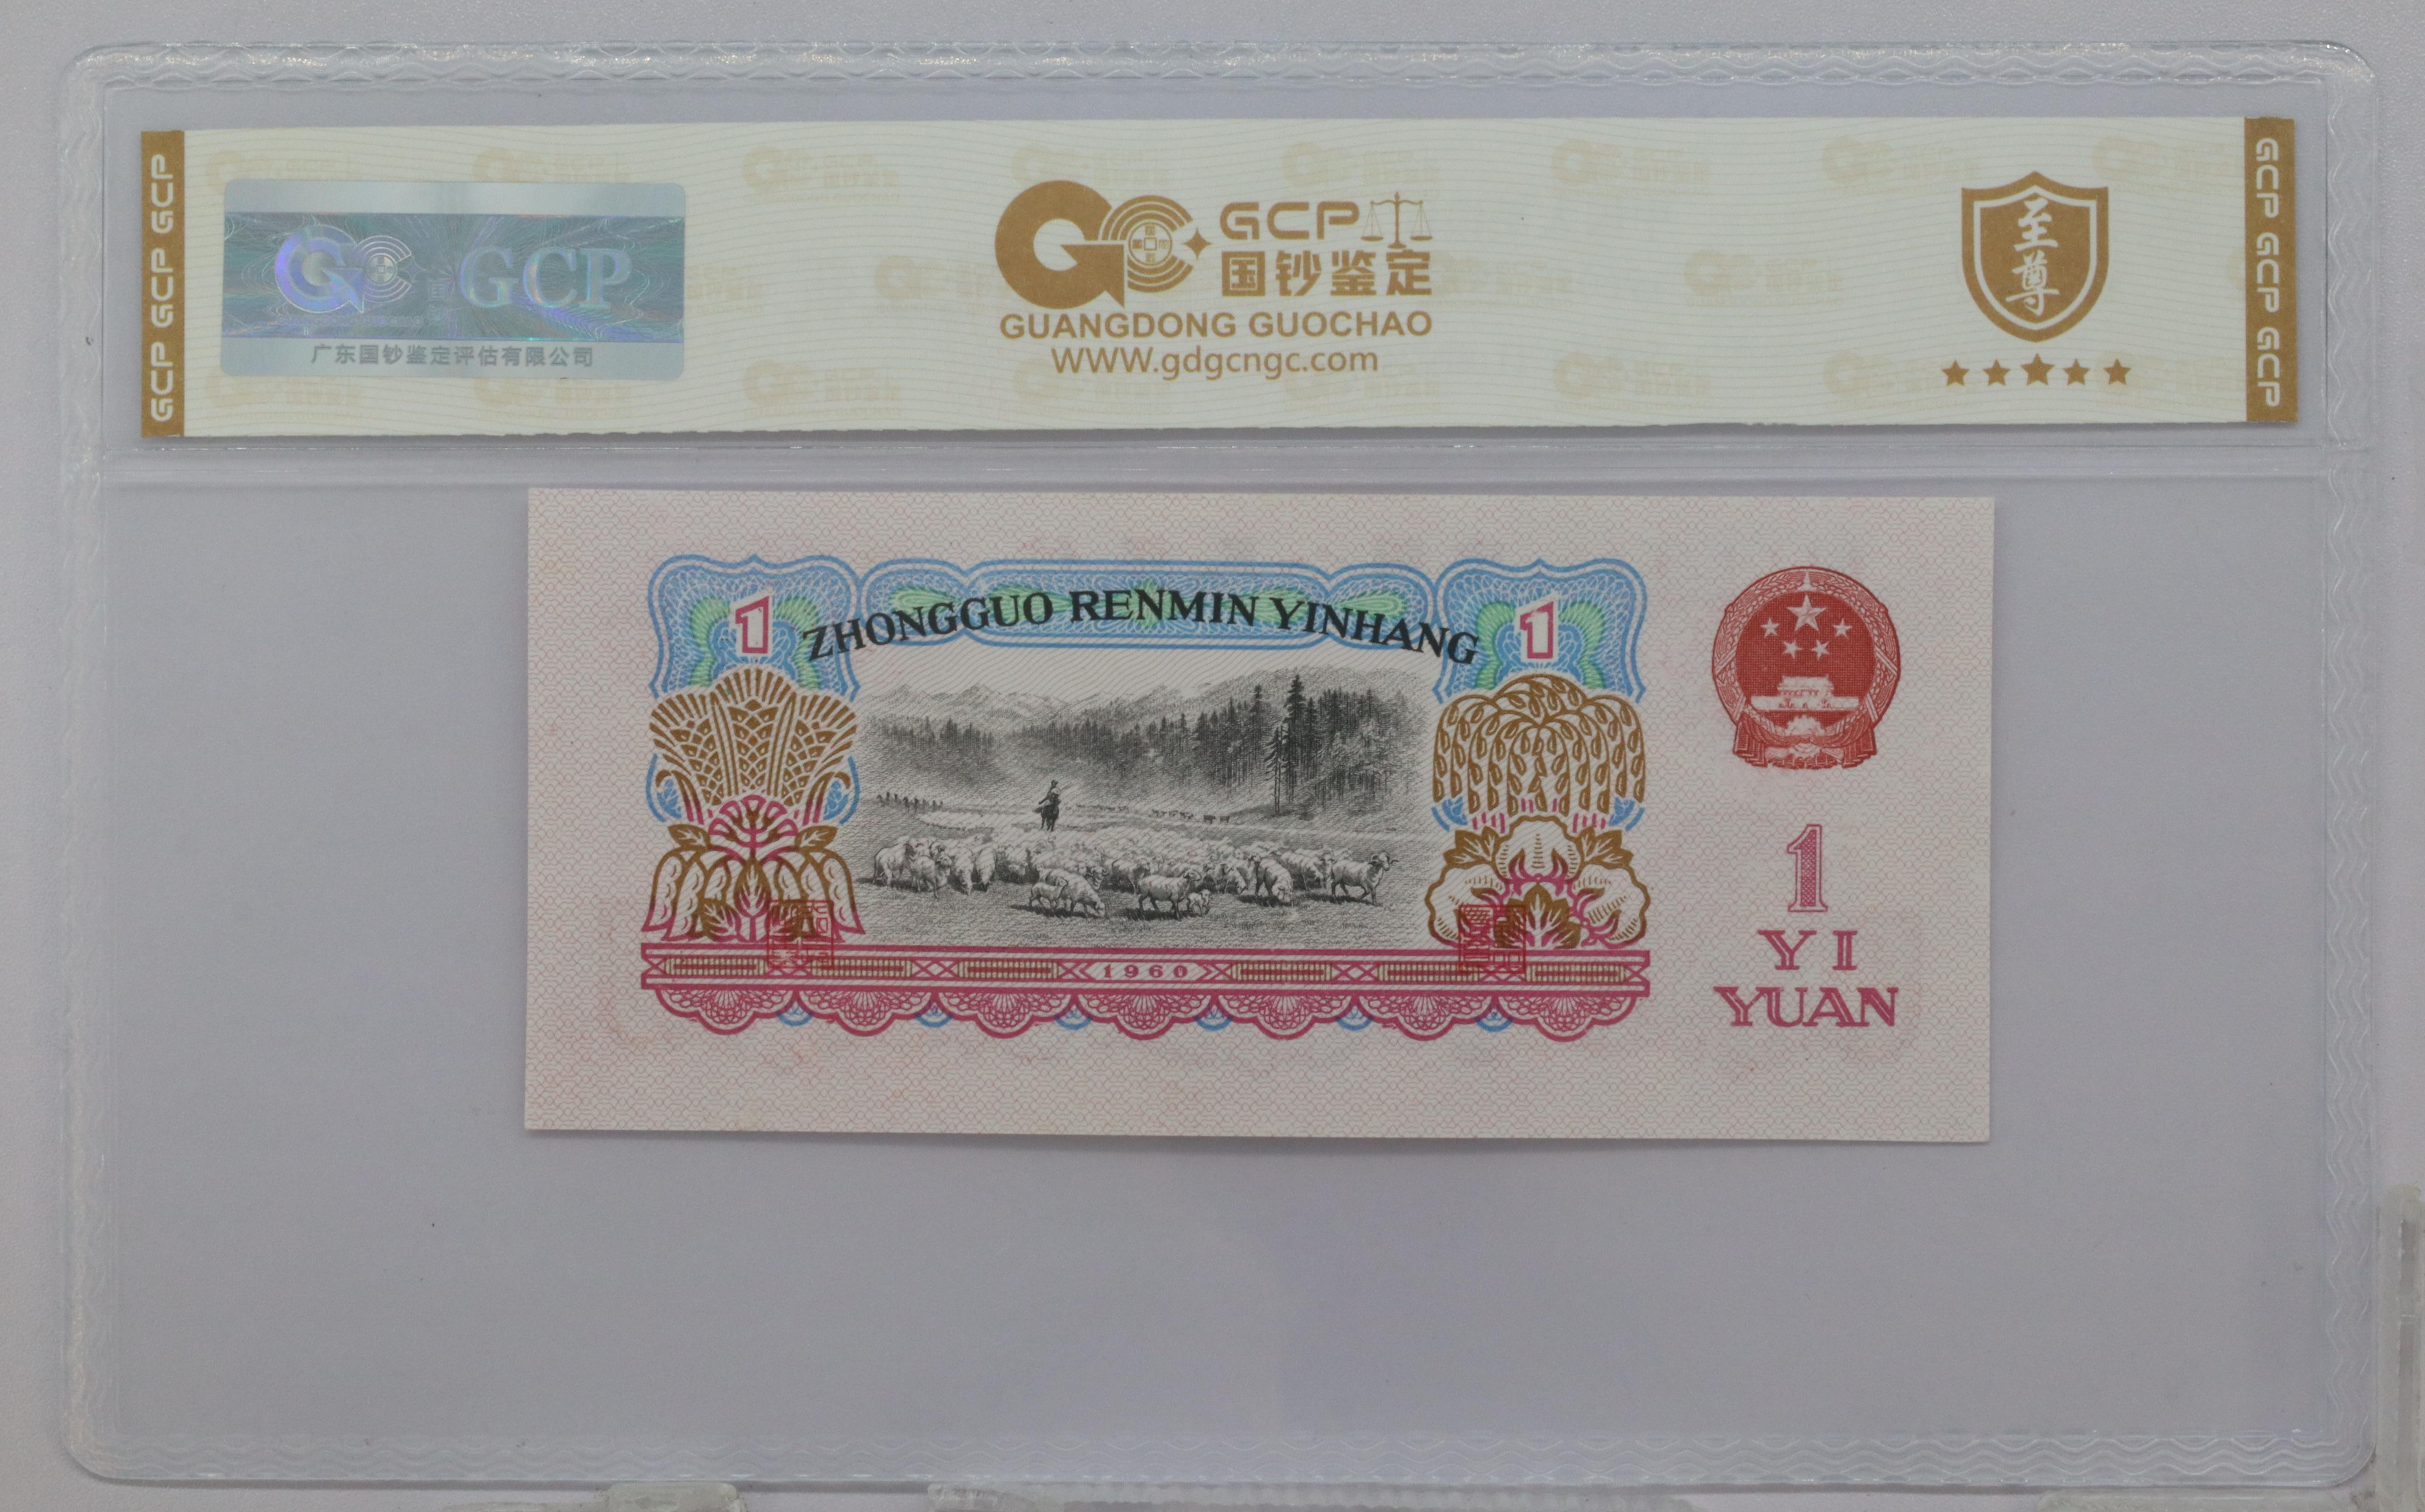 GCP GCP GCP
GCP
广东国钞鉴定评估有限公司
GCP
国钞鉴定
GUANGDONG GUOCHAO
WWW.gdgcngc.com
至尊
GCP GCP GCP
1
ZHONGGUO RENMIN YINHANG
1
1960
1
YI
YUAN